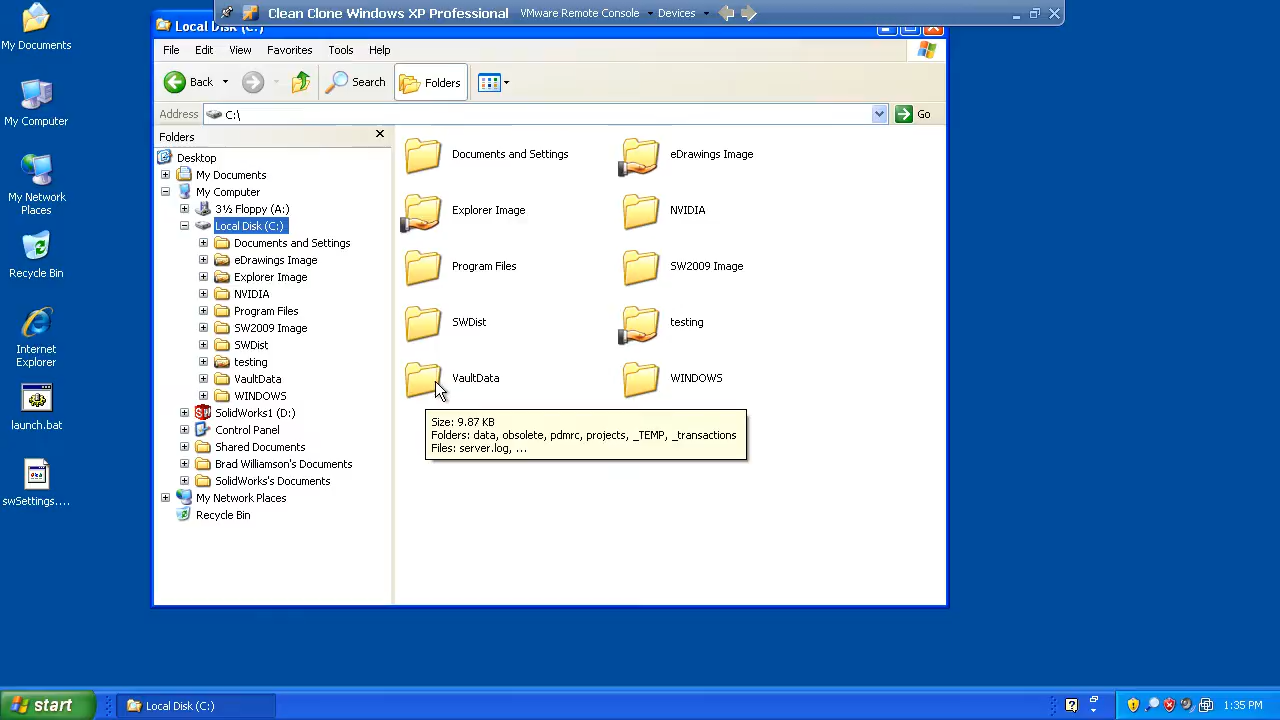 Clean Clone Windows XP Professional VMware Remote Console Devices
My Documents
Local Disk (C:)
File Edit View Favorites Tools Help
Back Search Folders
Address C:\ Go
My Computer
Folders
Desktop
My Documents
My Computer
3½ Floppy (A:)
Local Disk (C:)
Documents and Settings
eDrawings Image
Explorer Image
NVIDIA
Program Files
SW2009 Image
SWDist
testing
VaultData
WINDOWS
SolidWorks1 (D:)
Control Panel
Shared Documents
Brad Williamson's Documents
SolidWorks's Documents
My Network Places
Recycle Bin
Documents and Settings eDrawings Image
Explorer Image NVIDIA
Program Files SW2009 Image
SWDist testing
VaultData WINDOWS
Size: 9.87 KB
Folders: data, obsolete, pdmrc, projects, _TEMP, _transactions
Files: server.log, ...
My Network
Places
Recycle Bin
Internet
Explorer
launch.bat
swSettings....
start Local Disk (C:) 1:35 PM